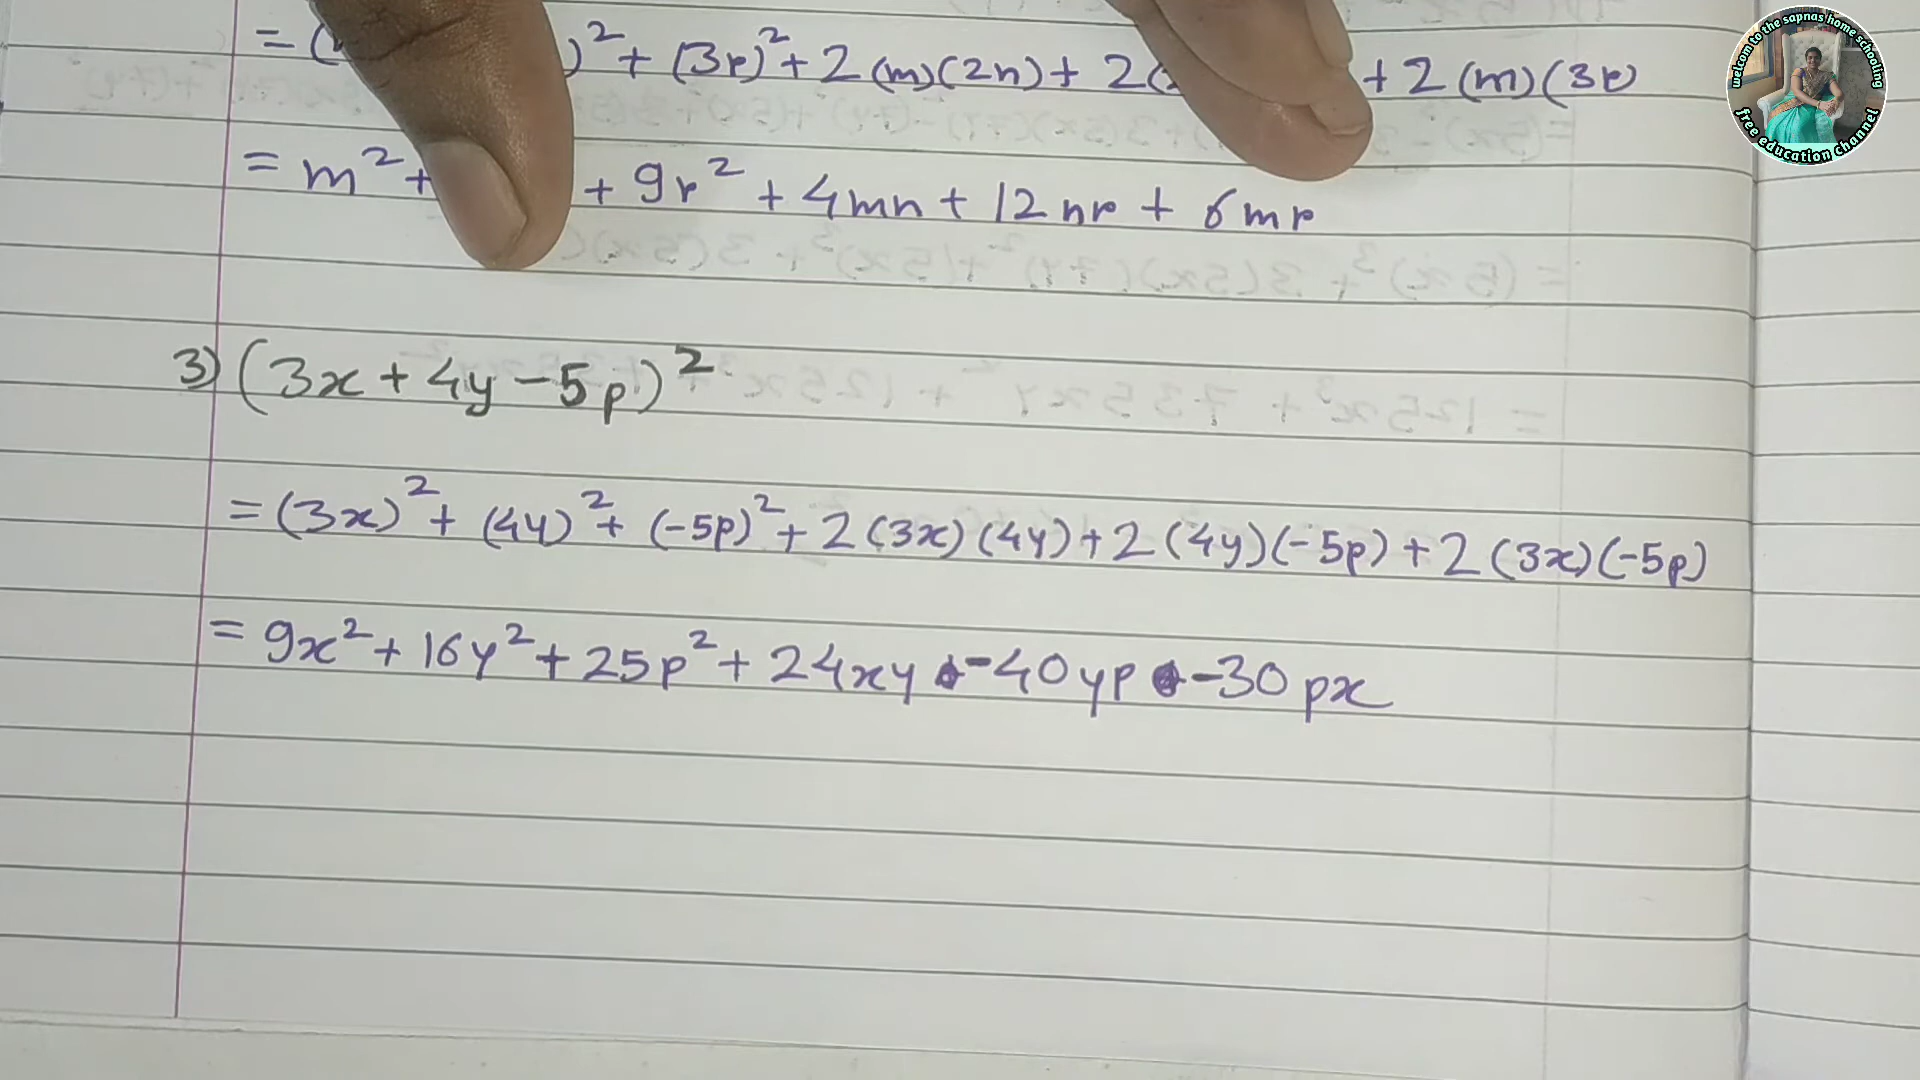 = ( )² + (3r)² + 2 (m)(2n) + 2( + 2 (m)(3r)
= m² + + 9r² + 4mn + 12nr + 6mr
3) (3x + 4y - 5p)²
= (3x)² + (4y)² + (-5p)² + 2 (3x) (4y) + 2 (4y) (-5p) + 2 (3x) (-5p)
= 9x² + 16y² + 25p² + 24xy - 40yp - 30px
welcom to the sapnas home schooling
free education channel